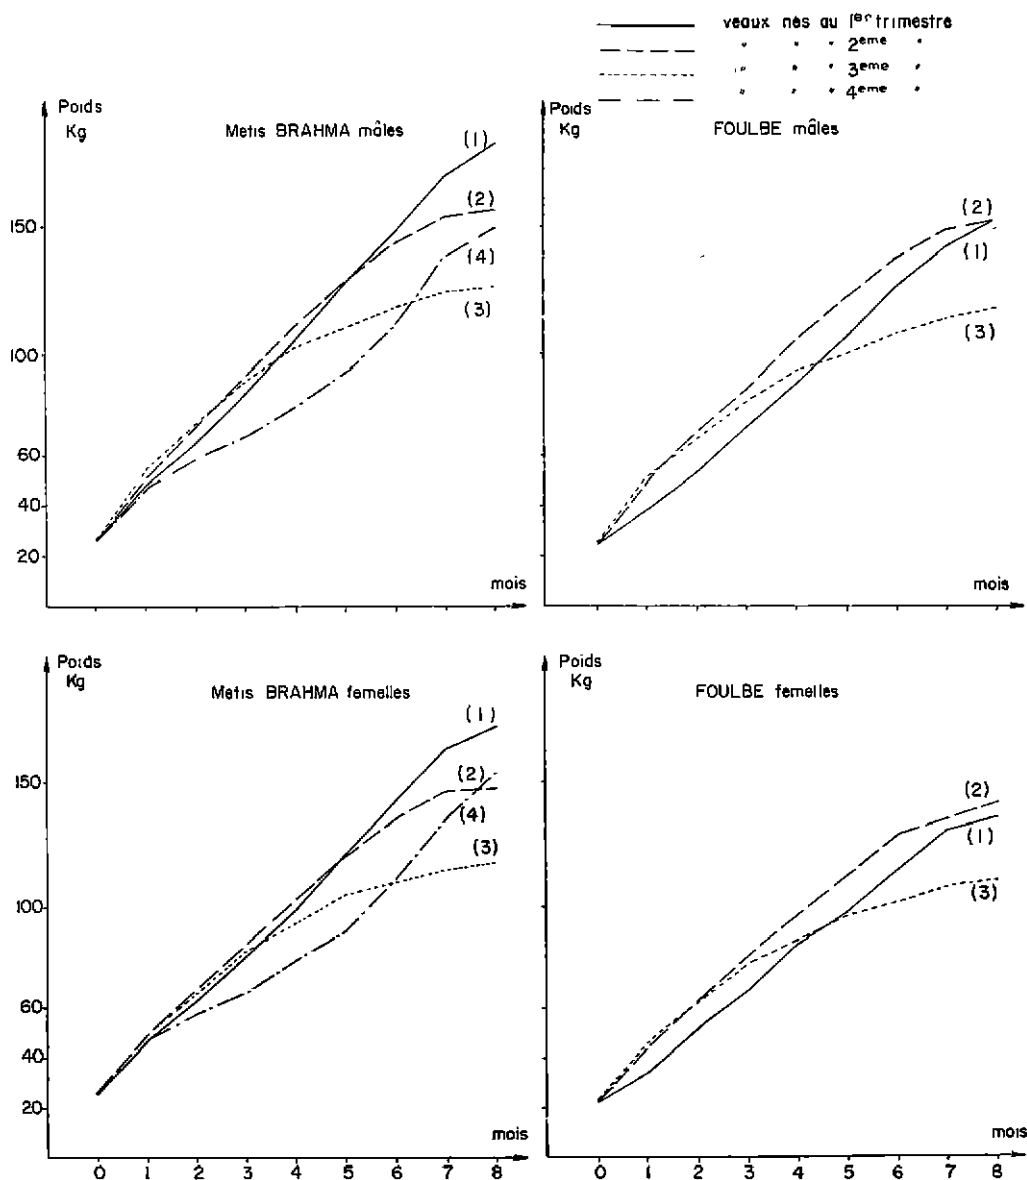 veaux nés au 1er trimestre
" " " 2eme "
" " " 3eme "
" " " 4eme "
Poids
Kg
Metis BRAHMA mâles
(1)
(2)
(4)
(3)
150
100
60
40
20
mois
Poids
Kg
FOULBE mâles
(2)
(1)
(3)
mois
Poids
Kg
Metis BRAHMA femelles
(1)
(2)
(4)
(3)
150
100
60
40
20
mois
0 1 2 3 4 5 6 7 8
Poids
Kg
FOULBE femelles
(2)
(1)
(3)
mois
0 1 2 3 4 5 6 7 8